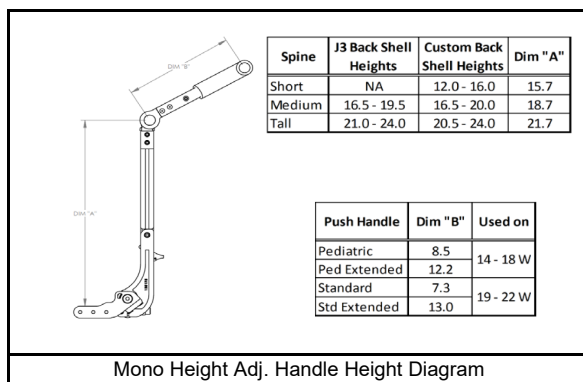 DIM "B"
DIM "A"
Spine J3 Back Shell Heights Custom Back Shell Heights Dim "A"
Short NA 12.0 - 16.0 15.7
Medium 16.5 - 19.5 16.5 - 20.0 18.7
Tall 21.0 - 24.0 20.5 - 24.0 21.7
Push Handle Dim "B" Used on
Pediatric 8.5 14 - 18 W
Ped Extended 12.2
Standard 7.3 19 - 22 W
Std Extended 13.0
Mono Height Adj. Handle Height Diagram